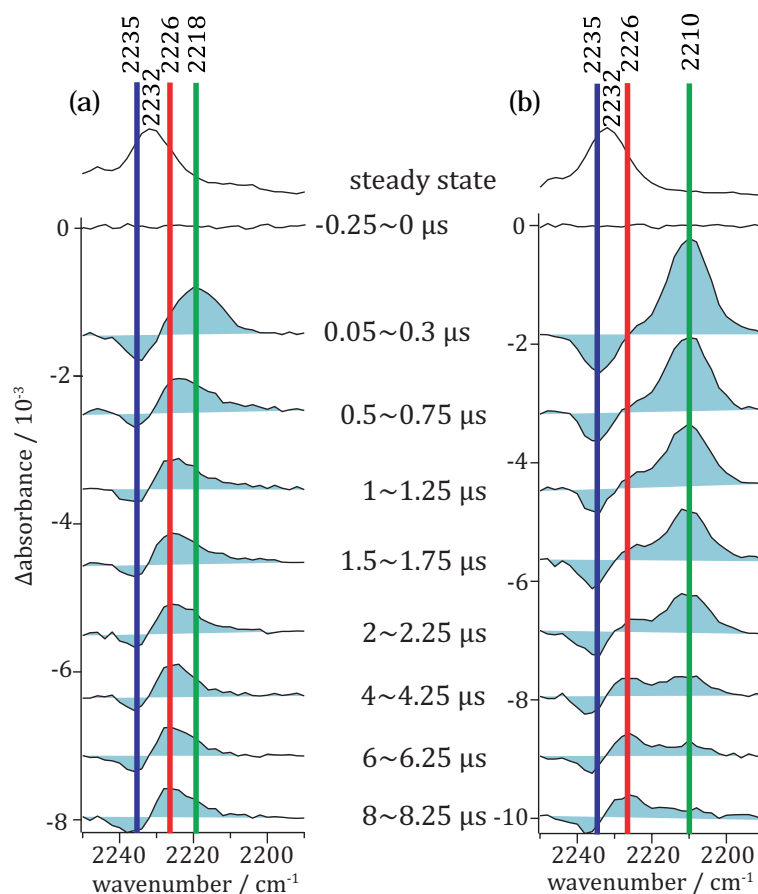 2235
2226
2218
2232
(a)
2235
2226
2210
2232
(b)
steady state
-0.25~0 μs
0.05~0.3 μs
0.5~0.75 μs
1~1.25 μs
1.5~1.75 μs
2~2.25 μs
4~4.25 μs
6~6.25 μs
8~8.25 μs
Δabsorbance / 10⁻³
0
-2
-4
-6
-8
2240
2220
2200
wavenumber / cm⁻¹
0
-2
-4
-6
-8
-10
2240
2220
2200
wavenumber / cm⁻¹